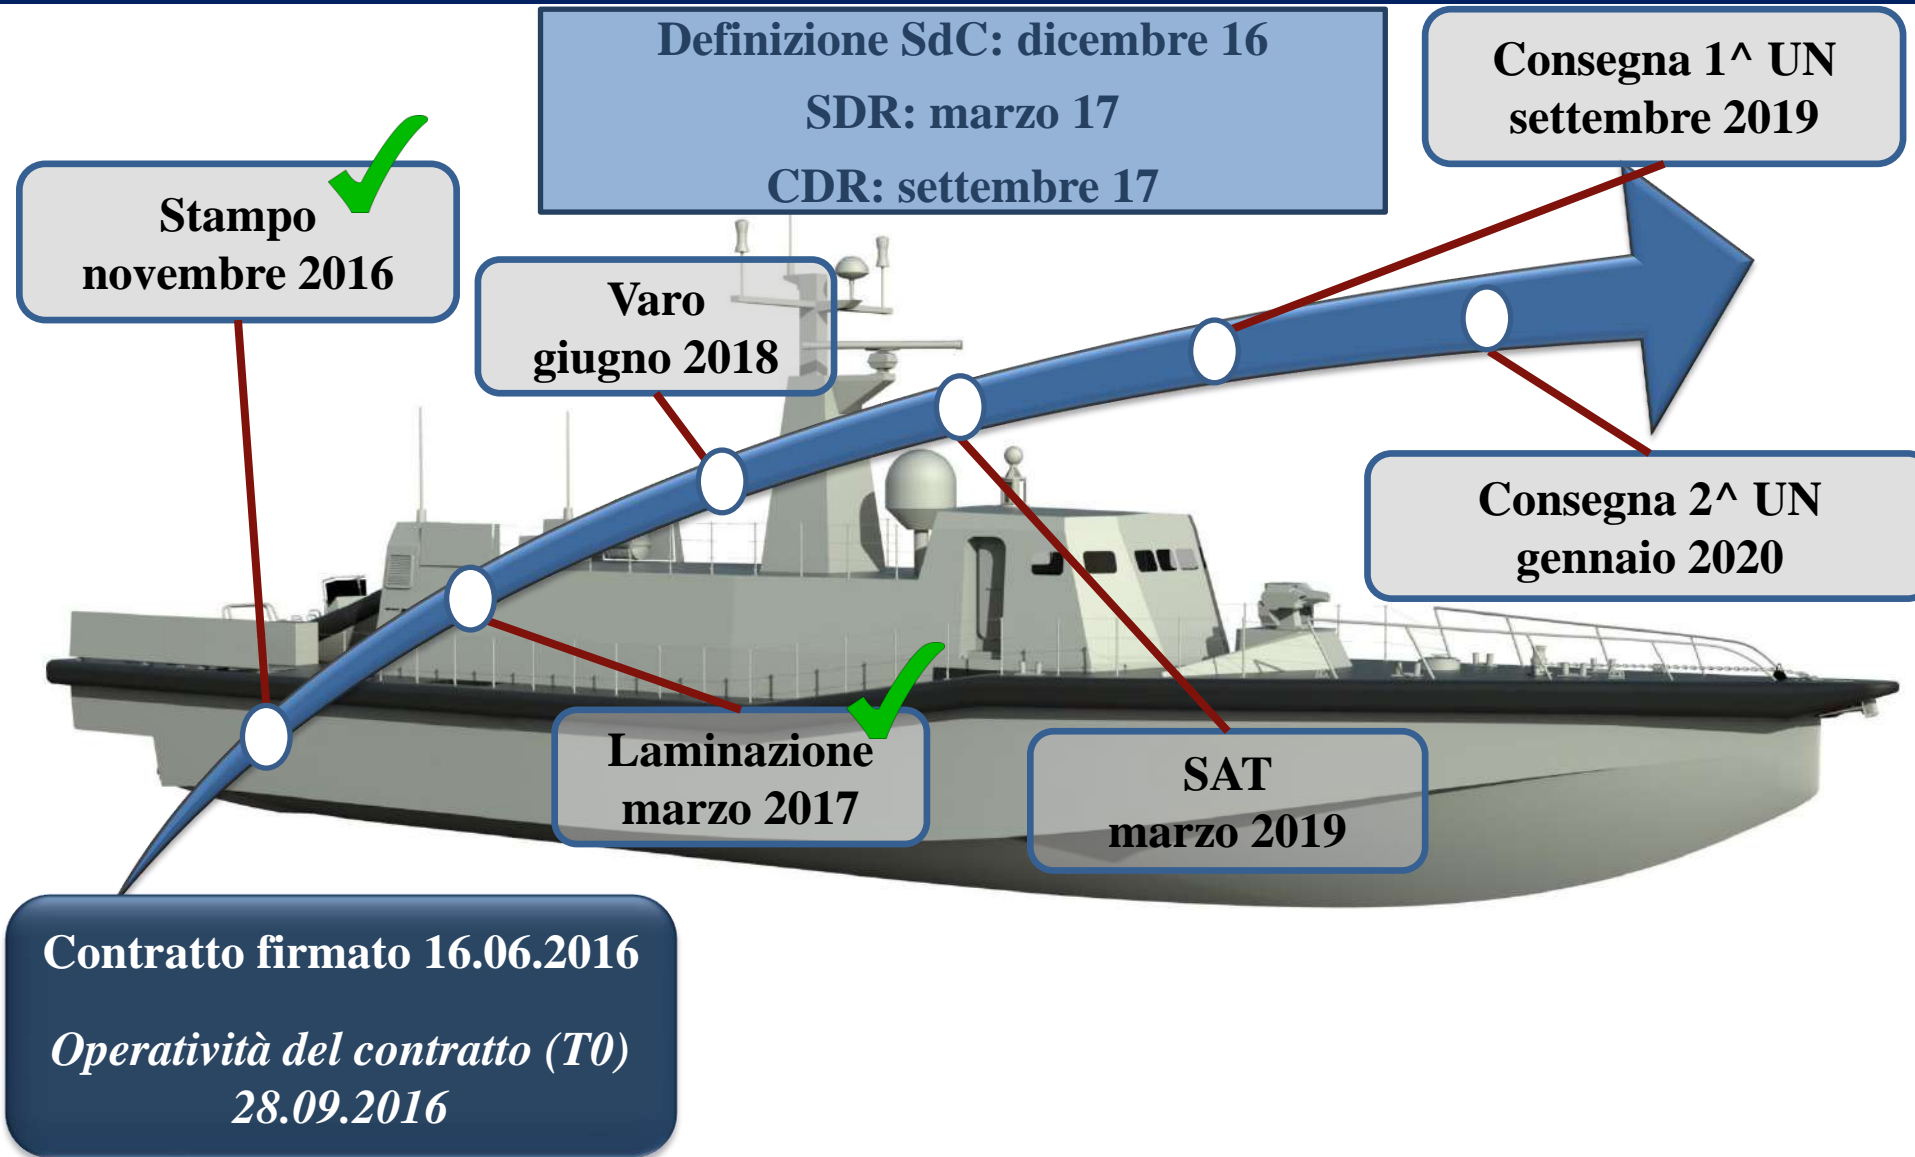 Definizione SdC: dicembre 16
SDR: marzo 17
CDR: settembre 17
Consegna 1^ UN
settembre 2019
Stampo
novembre 2016
Varo
giugno 2018
Consegna 2^ UN
gennaio 2020
Laminazione
marzo 2017
SAT
marzo 2019
Contratto firmato 16.06.2016
Operatività del contratto (T0)
28.09.2016